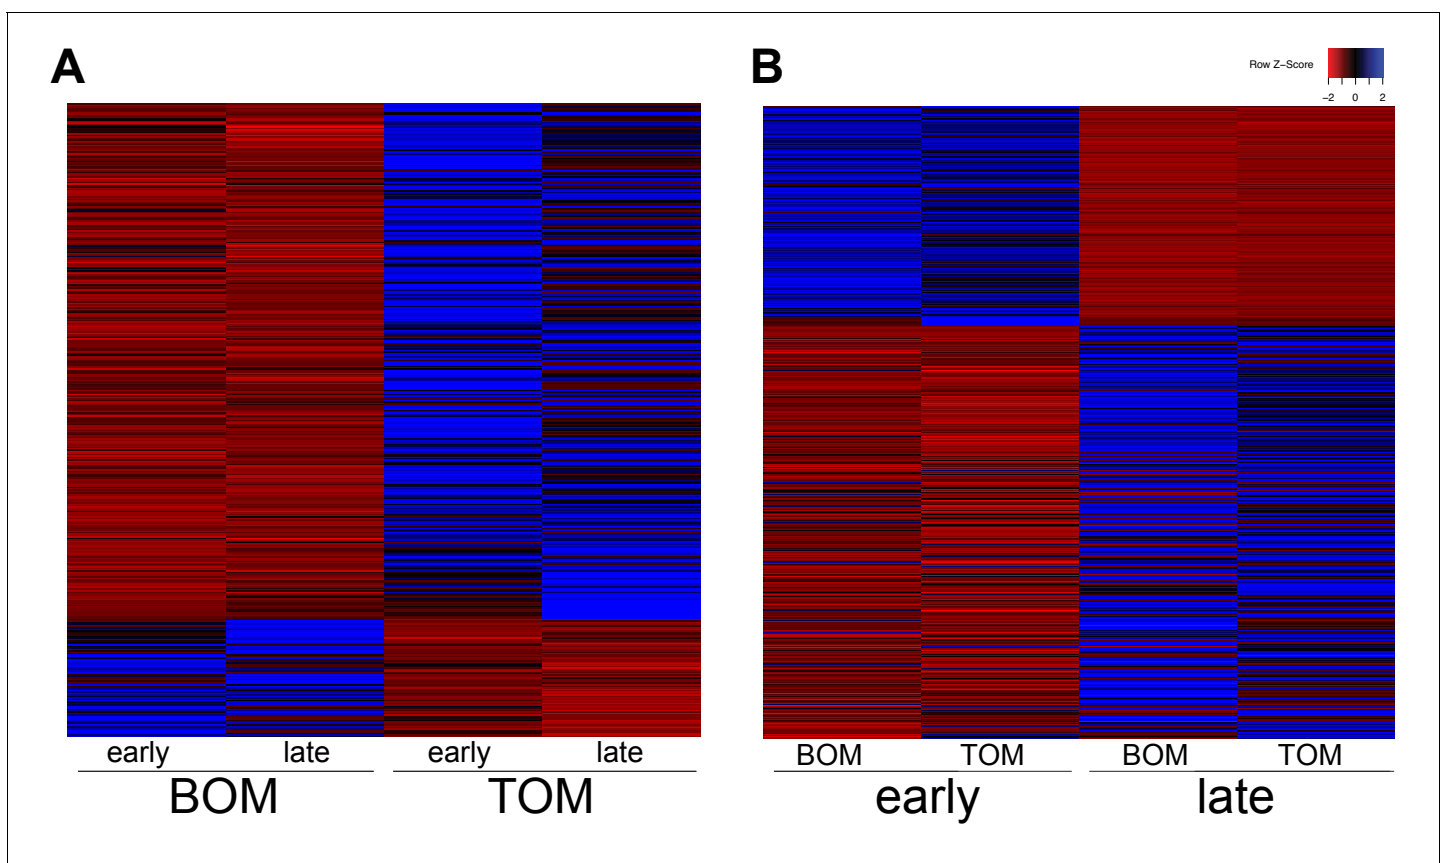 A
B
Row Z−Score
−2 0 2
early late early late
BOM TOM
BOM TOM BOM TOM
early late